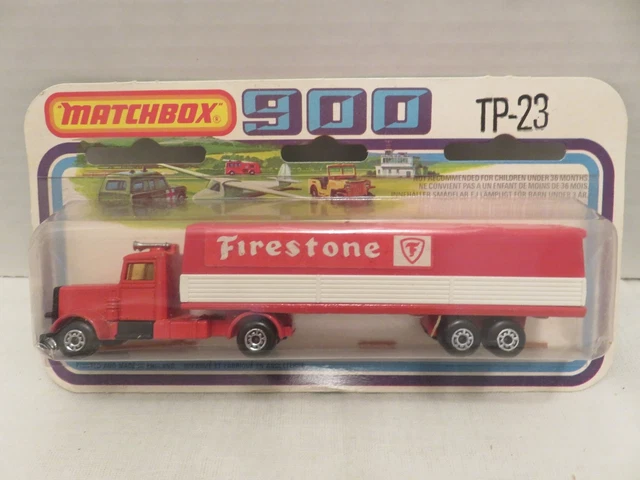 MATCHBOX
900
TP-23
RECOMMENDED FOR CHILDREN UNDER 36 MONTHS
NE CONVIENT PAS A UN ENFANT DE MOINS DE 36 MOIS
Firestone
F